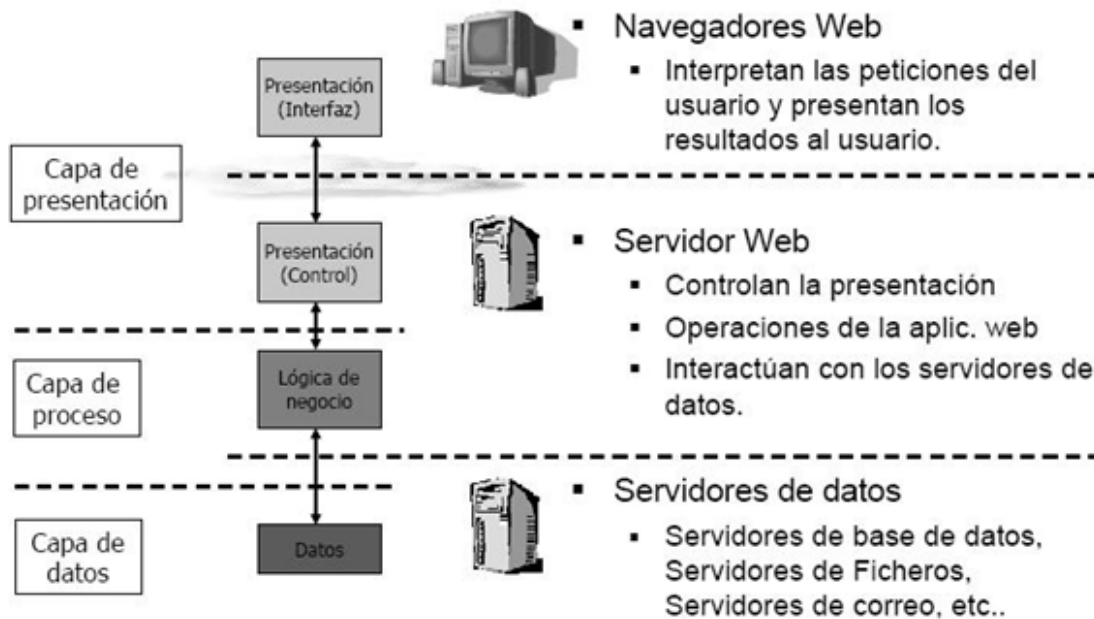 ▪ Navegadores Web
▪ Interpretan las peticiones del
usuario y presentan los
resultados al usuario.
Presentación
(Interfaz)
Capa de
presentación
Presentación
(Control)
▪ Servidor Web
▪ Controlan la presentación
▪ Operaciones de la aplic. web
▪ Interactúan con los servidores de
datos.
Capa de
proceso
Lógica de
negocio
▪ Servidores de datos
▪ Servidores de base de datos,
Servidores de Ficheros,
Servidores de correo, etc..
Capa de
datos
Datos